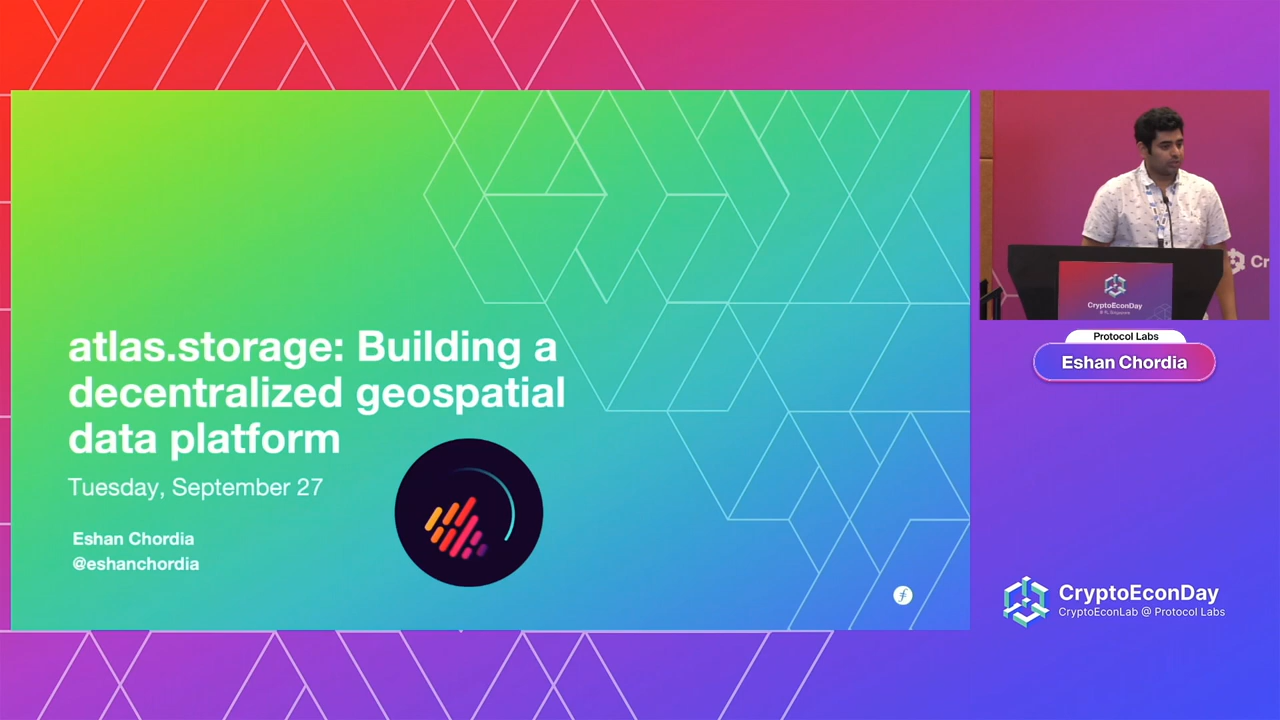 atlas.storage: Building a
decentralized geospatial
data platform
Tuesday, September 27
Eshan Chordia
@eshanchordia
CryptoEconDay
Cr
Protocol Labs
Eshan Chordia
CryptoEconDay
CryptoEconLab @ Protocol Labs